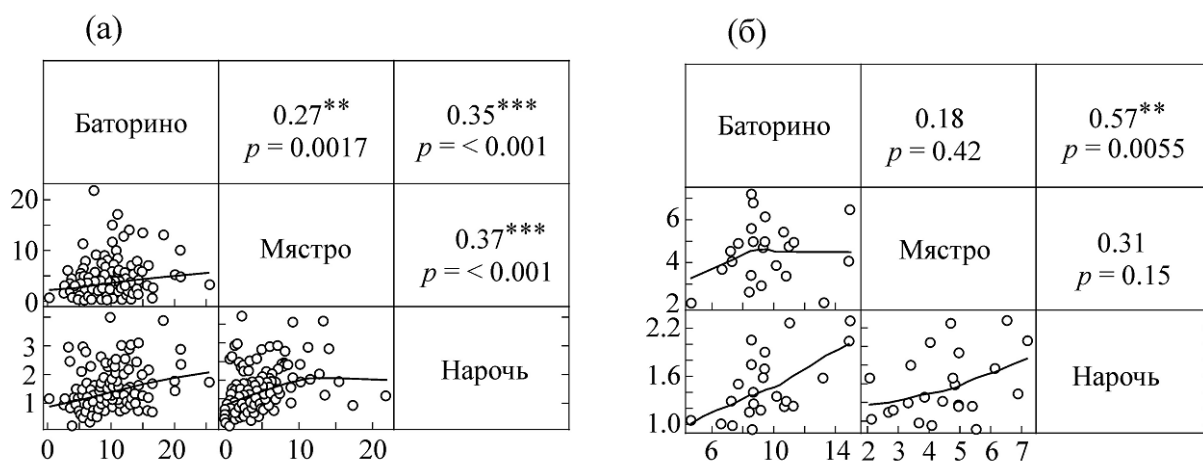 (а)
Баторино
0.27**
p = 0.0017
0.35***
p = < 0.001
20
10
0
Мястро
0.37***
p = < 0.001
3
2
1
Нарочь
0 10 20
0 10 20
(б)
Баторино
0.18
p = 0.42
0.57**
p = 0.0055
6
4
2
Мястро
0.31
p = 0.15
2.2
1.6
1.0
Нарочь
6 10 14
2 3 4 5 6 7